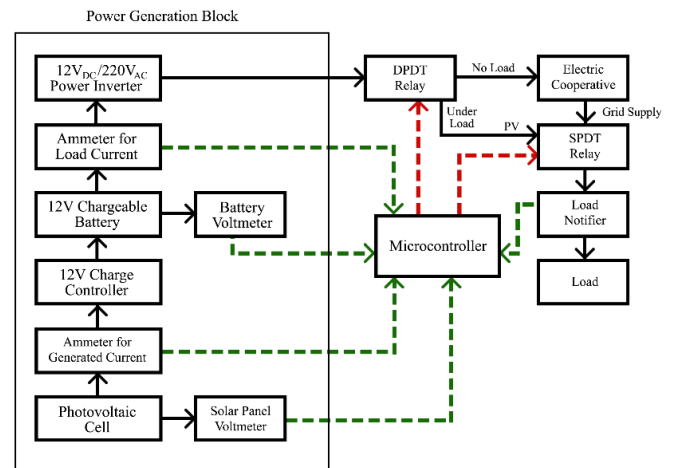 Power Generation Block
12VDC/220VAC
Power Inverter
DPDT
Relay
No Load
Electric
Cooperative
Under
Load
PV
Grid Supply
Ammeter for
Load Current
SPDT
Relay
12V Chargeable
Battery
Battery
Voltmeter
Microcontroller
Load
Notifier
12V Charge
Controller
Load
Ammeter for
Generated Current
Photovoltaic
Cell
Solar Panel
Voltmeter